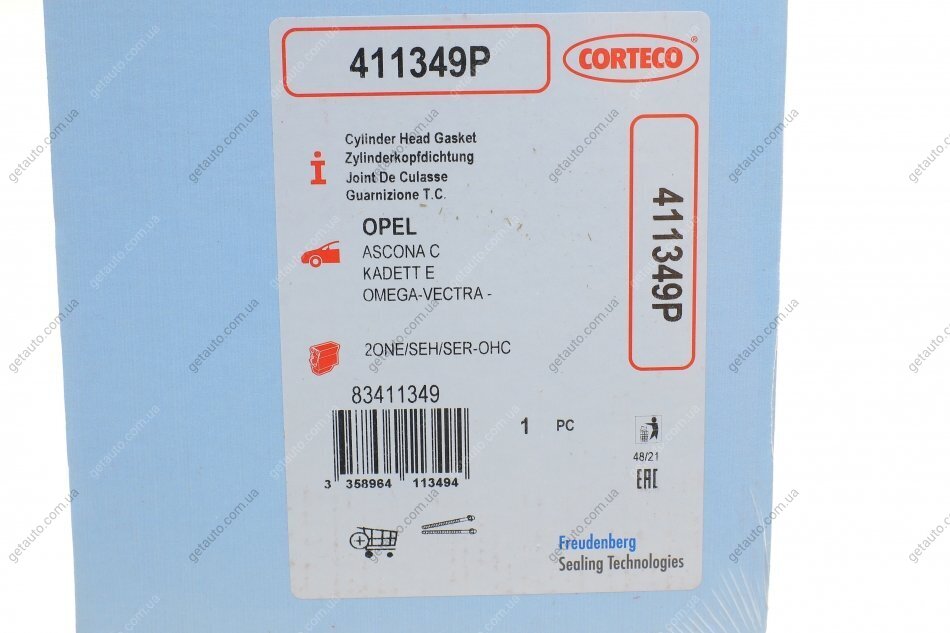 411349P
CORTECO®
Cylinder Head Gasket
Zylinderkopfdichtung
Joint De Culasse
Guarnizione T.C.
OPEL
ASCONA C
KADETT E
OMEGA-VECTRA -
2ONE/SEH/SER-OHC
83411349
3 358964 113494
1 PC
48/21
EAC
411349P
Freudenberg
Sealing Technologies
getauto.com.ua